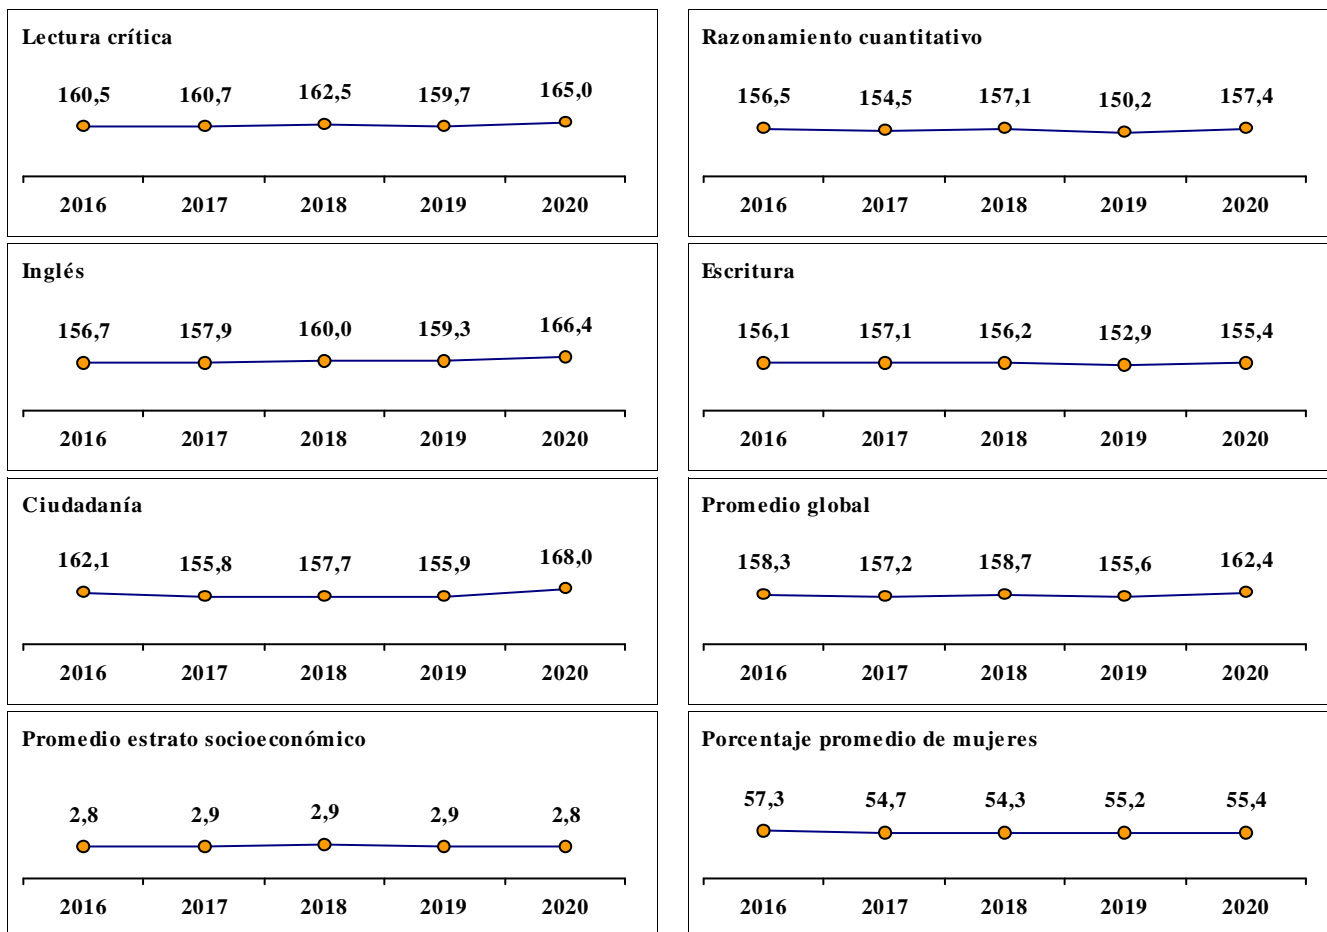 Lectura crítica
160,5 160,7 162,5 159,7 165,0
2016 2017 2018 2019 2020
Razonamiento cuantitativo
156,5 154,5 157,1 150,2 157,4
2016 2017 2018 2019 2020
Inglés
156,7 157,9 160,0 159,3 166,4
2016 2017 2018 2019 2020
Escritura
156,1 157,1 156,2 152,9 155,4
2016 2017 2018 2019 2020
Ciudadanía
162,1 155,8 157,7 155,9 168,0
2016 2017 2018 2019 2020
Promedio global
158,3 157,2 158,7 155,6 162,4
2016 2017 2018 2019 2020
Promedio estrato socioeconómico
2,8 2,9 2,9 2,9 2,8
2016 2017 2018 2019 2020
Porcentaje promedio de mujeres
57,3 54,7 54,3 55,2 55,4
2016 2017 2018 2019 2020